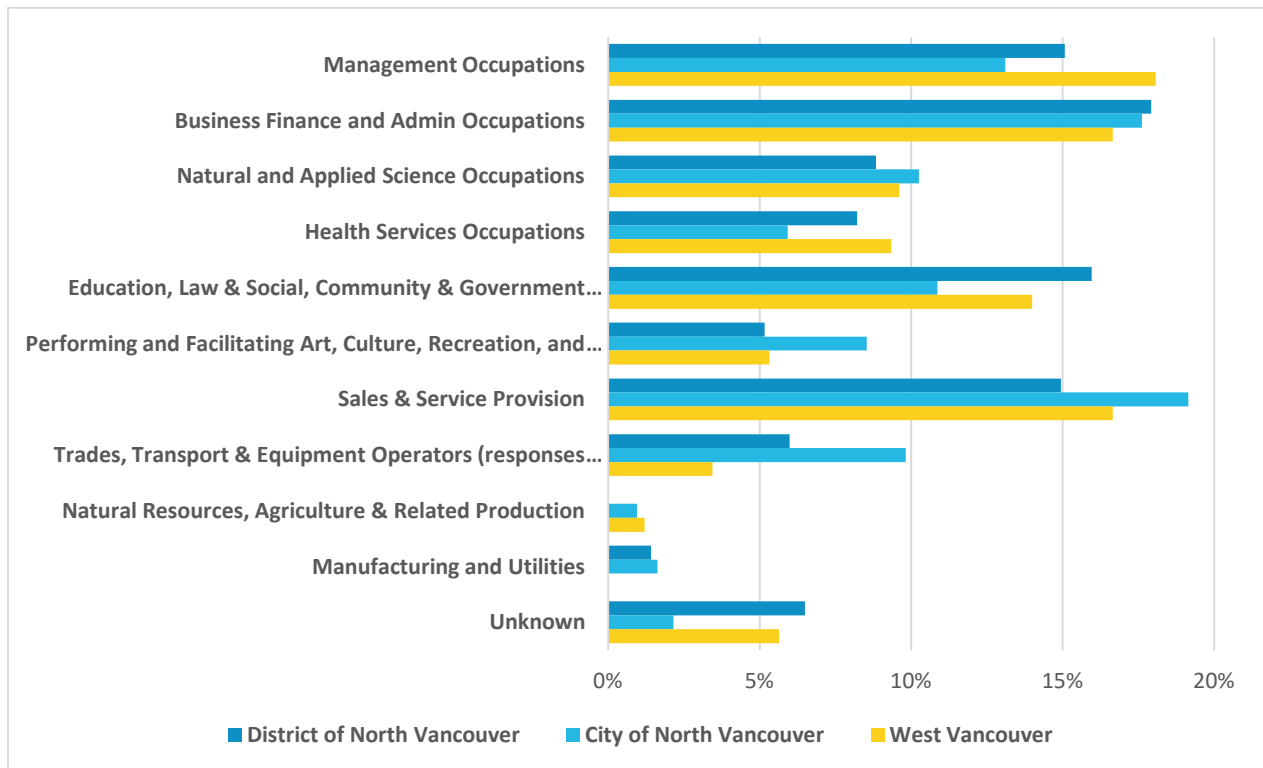 Management Occupations
Business Finance and Admin Occupations
Natural and Applied Science Occupations
Health Services Occupations
Education, Law & Social, Community & Government...
Performing and Facilitating Art, Culture, Recreation, and...
Sales & Service Provision
Trades, Transport & Equipment Operators (responses...
Natural Resources, Agriculture & Related Production
Manufacturing and Utilities
Unknown
0% 5% 10% 15% 20%
District of North Vancouver City of North Vancouver West Vancouver